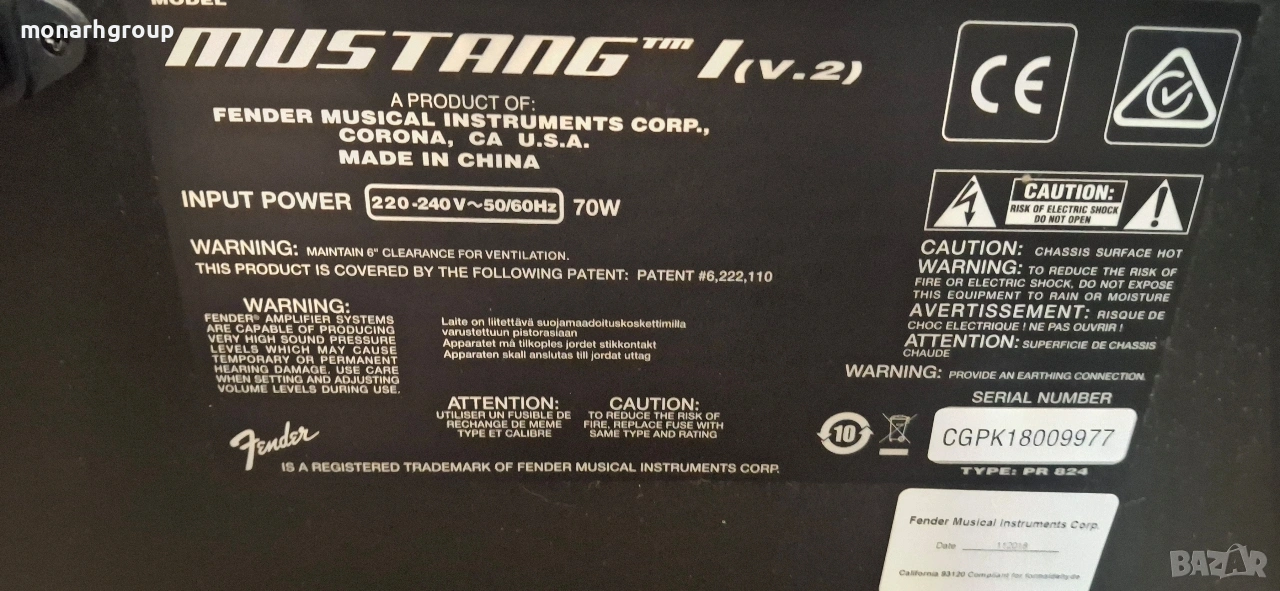 monarhgroup
MODEL
MUSTANG™ I (V.2)
A PRODUCT OF:
FENDER MUSICAL INSTRUMENTS CORP.,
CORONA, CA U.S.A.
MADE IN CHINA
INPUT POWER 220-240V~50/60Hz 70W
WARNING: MAINTAIN 6" CLEARANCE FOR VENTILATION.
THIS PRODUCT IS COVERED BY THE FOLLOWING PATENT: PATENT #6,222,110
WARNING:
FENDER® AMPLIFIER SYSTEMS
ARE CAPABLE OF PRODUCING
VERY HIGH SOUND PRESSURE
LEVELS WHICH MAY CAUSE
TEMPORARY OR PERMANENT
HEARING DAMAGE. USE CARE
WHEN SETTING AND ADJUSTING
VOLUME LEVELS DURING USE.
Laite on liitettävä suojamaadoituskoskettimilla
varustettuun pistorasiaan
Apparatet må tilkoples jordet stikkontakt
Apparaten skall anslutas till jordat uttag
ATTENTION:
UTILISER UN FUSIBLE DE
RECHANGE DE MEME
TYPE ET CALIBRE
CAUTION:
TO REDUCE THE RISK OF
FIRE, REPLACE FUSE WITH
SAME TYPE AND RATING
Fender
IS A REGISTERED TRADEMARK OF FENDER MUSICAL INSTRUMENTS CORP.
CE
CAUTION:
RISK OF ELECTRIC SHOCK
DO NOT OPEN
CAUTION: CHASSIS SURFACE HOT
WARNING: TO REDUCE THE RISK OF
FIRE OR ELECTRIC SHOCK, DO NOT EXPOSE
THIS EQUIPMENT TO RAIN OR MOISTURE
AVERTISSEMENT: RISQUE DE
CHOC ELECTRIQUE ! NE PAS OUVRIR !
ATTENTION: SUPERFICIE DE CHASSIS
CHAUDE
WARNING: PROVIDE AN EARTHING CONNECTION.
SERIAL NUMBER
10
CGPK18009977
TYPE: PR 824
Fender Musical Instruments Corp.
Date 112018
California 93120 Compliant for formaldehyde
BAZAR